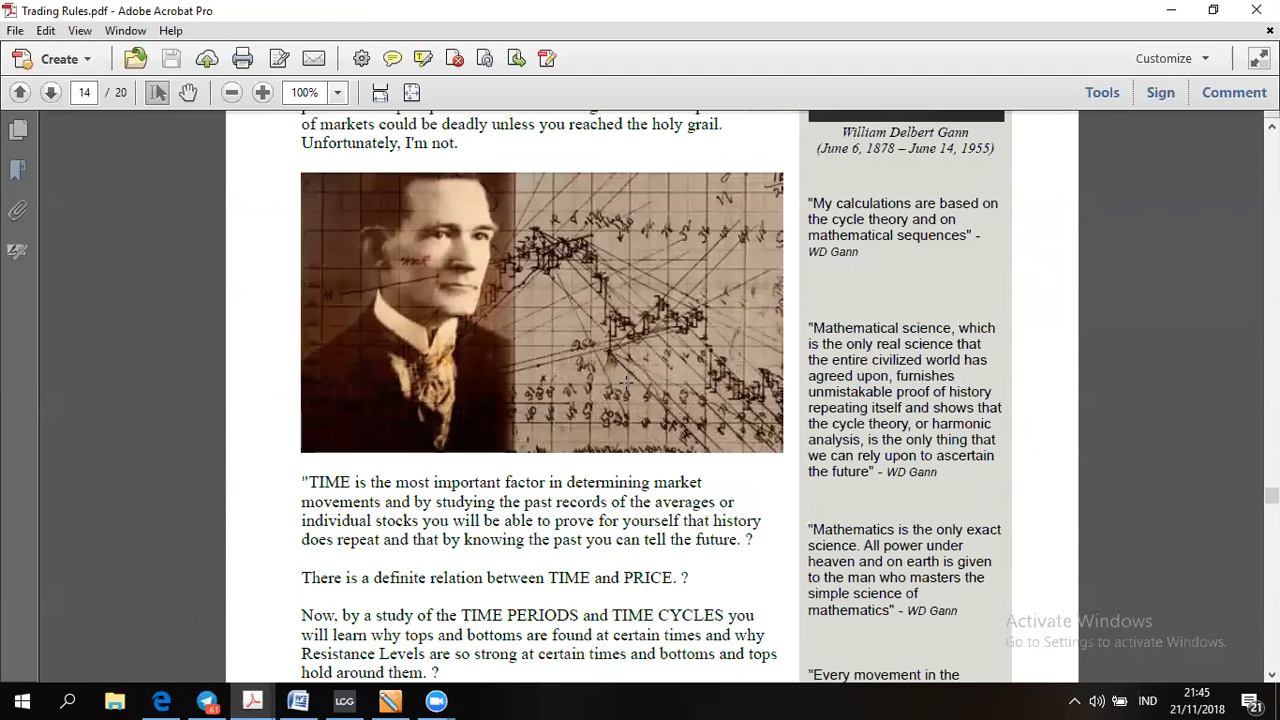 Trading Rules.pdf - Adobe Acrobat Pro
File Edit View Window Help
Create
Customize
14 / 20
100%
Tools Sign Comment
of markets could be deadly unless you reached the holy grail.
Unfortunately, I'm not.
"TIME is the most important factor in determining market
movements and by studying the past records of the averages or
individual stocks you will be able to prove for yourself that history
does repeat and that by knowing the past you can tell the future. ?
There is a definite relation between TIME and PRICE. ?
Now, by a study of the TIME PERIODS and TIME CYCLES you
will learn why tops and bottoms are found at certain times and why
Resistance Levels are so strong at certain times and bottoms and tops
hold around them. ?
William Delbert Gann
(June 6, 1878 – June 14, 1955)
"My calculations are based on
the cycle theory and on
mathematical sequences" -
WD Gann
"Mathematical science, which
is the only real science that
the entire civilized world has
agreed upon, furnishes
unmistakable proof of history
repeating itself and shows that
the cycle theory, or harmonic
analysis, is the only thing that
we can rely upon to ascertain
the future" - WD Gann
"Mathematics is the only exact
science. All power under
heaven and on earth is given
to the man who masters the
simple science of
mathematics" - WD Gann
"Every movement in the
Activate Windows
Go to Settings to activate Windows.
61
LCG
IND
21:45
21/11/2018
21